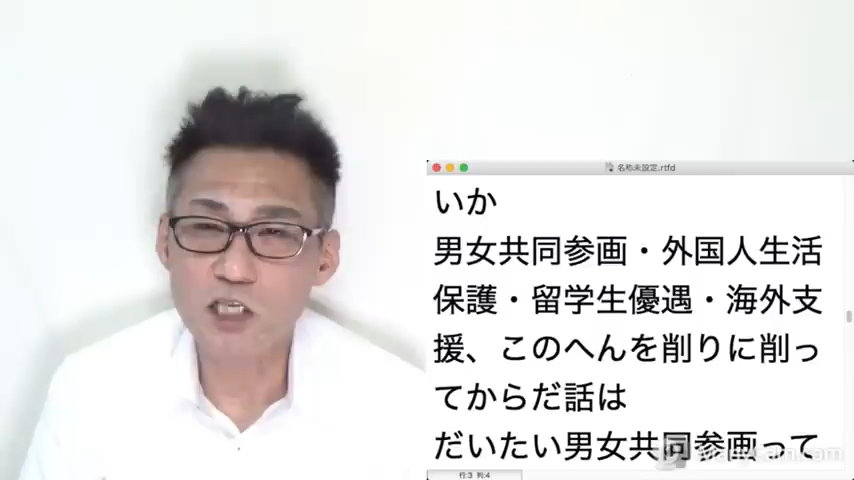 名称未設定.rtfd
いか
男女共同参画・外国人生活
保護・留学生優遇・海外支
援、このへんを削りに削っ
てからだ話は
だいたい男女共同参画って
manycam.com
行:3 列:4